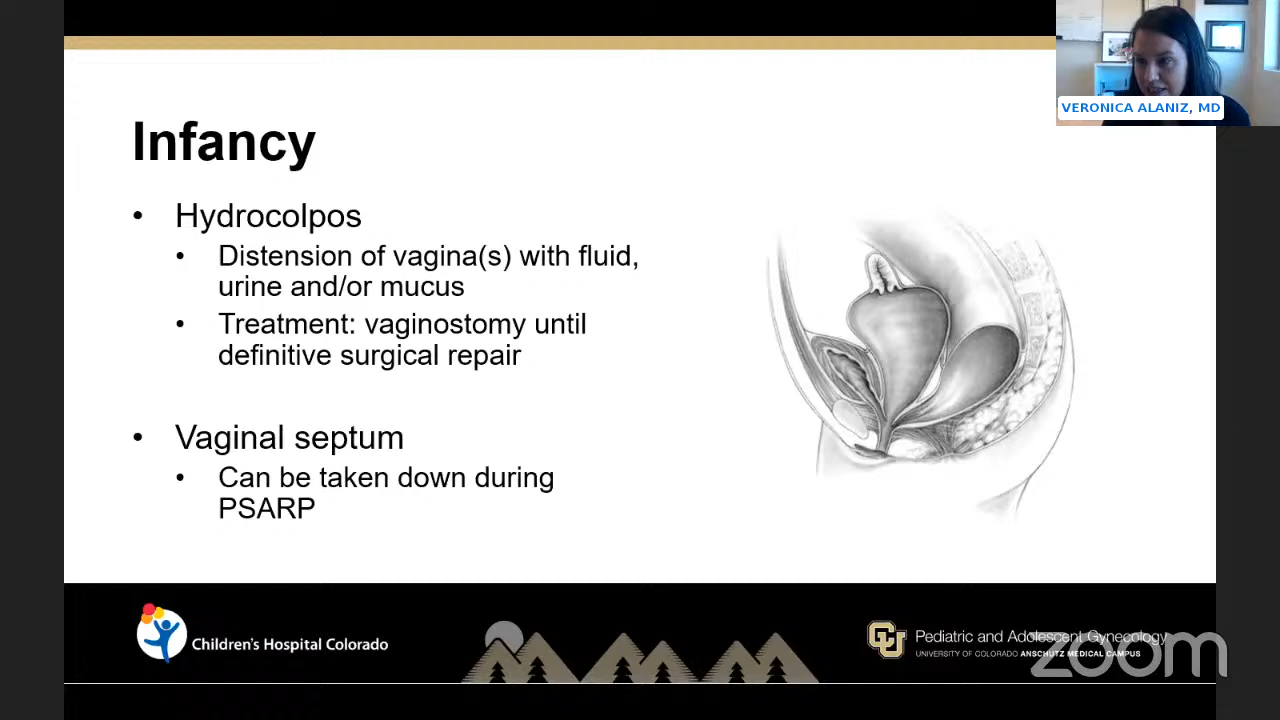 VERONICA ALANIZ, MD
Infancy
• Hydrocolpos
• Distension of vagina(s) with fluid,
urine and/or mucus
• Treatment: vaginostomy until
definitive surgical repair
• Vaginal septum
• Can be taken down during
PSARP
Children's Hospital Colorado
CU
Pediatric and Adolescent Gynecology
UNIVERSITY OF COLORADO ANSCHUTZ MEDICAL CAMPUS
zoom